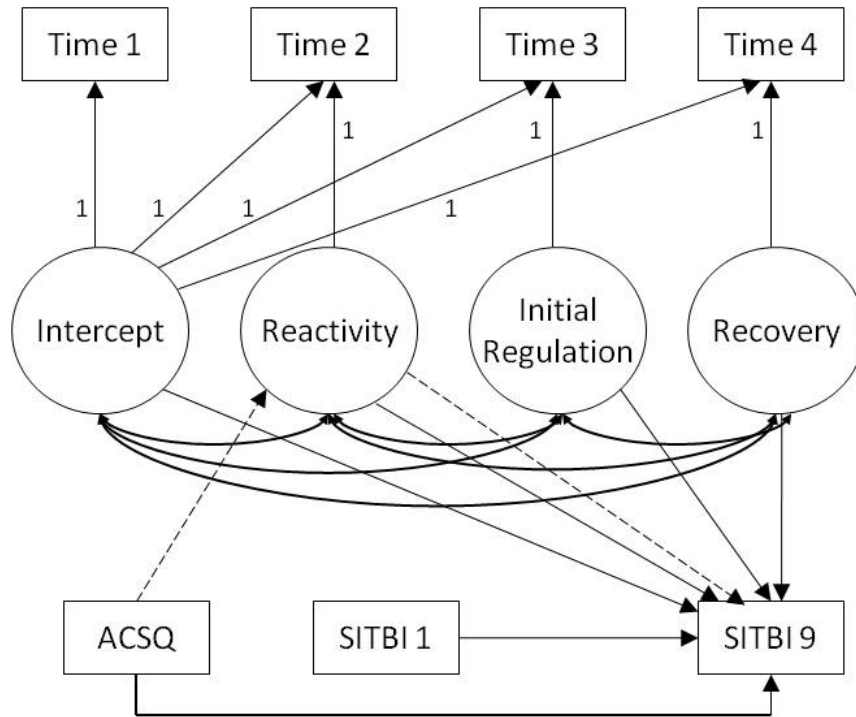 Time 1
Time 2
Time 3
Time 4
1
1
1
1
1
1
1
Intercept
Reactivity
Initial
Regulation
Recovery
ACSQ
SITBI 1
SITBI 9